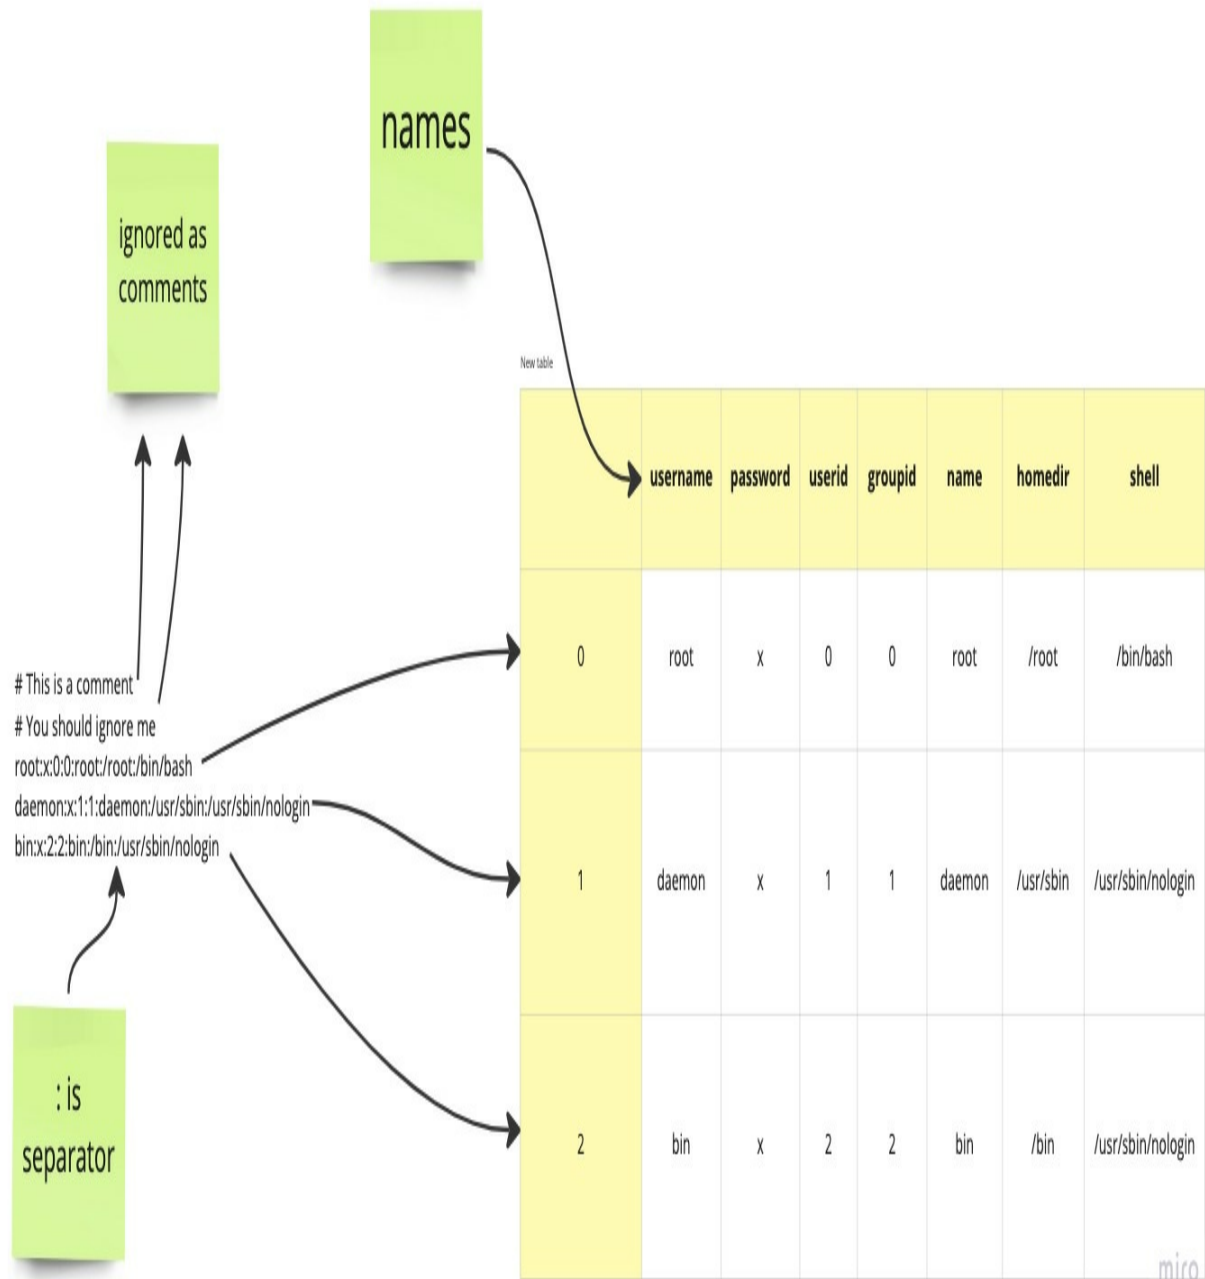 names
ignored as
comments
New table
username password userid groupid name homedir shell
0 root x 0 0 root /root /bin/bash
# This is a comment
# You should ignore me
root:x:0:0:root:/root:/bin/bash
daemon:x:1:1:daemon:/usr/sbin:/usr/sbin/nologin
bin:x:2:2:bin:/bin:/usr/sbin/nologin
1 daemon x 1 1 daemon /usr/sbin /usr/sbin/nologin
: is
separator
2 bin x 2 2 bin /bin /usr/sbin/nologin
miro